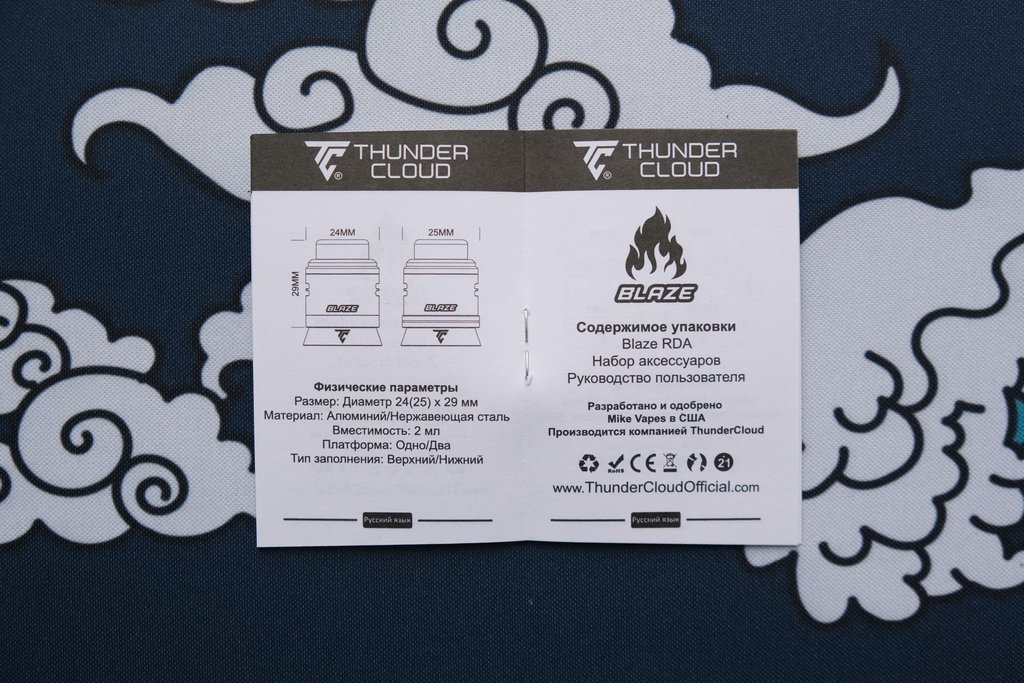 THUNDER
CLOUD
24MM
25MM
29MM
BLAZE
BLAZE
Физические параметры
Размер: Диаметр 24(25) x 29 мм
Материал: Алюминий/Нержавеющая сталь
Вместимость: 2 мл
Платформа: Одно/Два
Тип заполнения: Верхний/Нижний
Русский язык
THUNDER
CLOUD
BLAZE
Содержимое упаковки
Blaze RDA
Набор аксессуаров
Руководство пользователя
Разработано и одобрено
Mike Vapes в США
Производится компанией ThunderCloud
RoHS CE 21
www.ThunderCloudOfficial.com
Русский язык